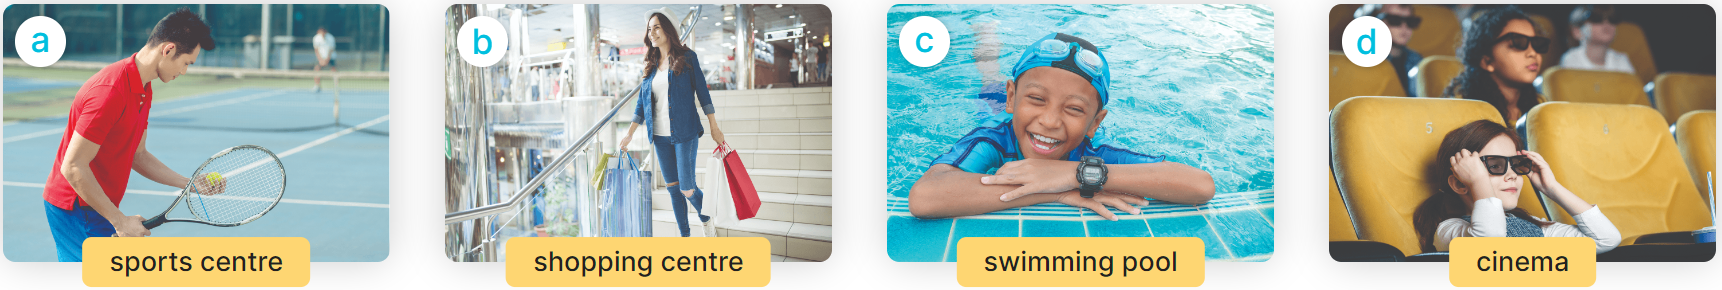 a
b
c
d
sports centre
shopping centre
swimming pool
cinema